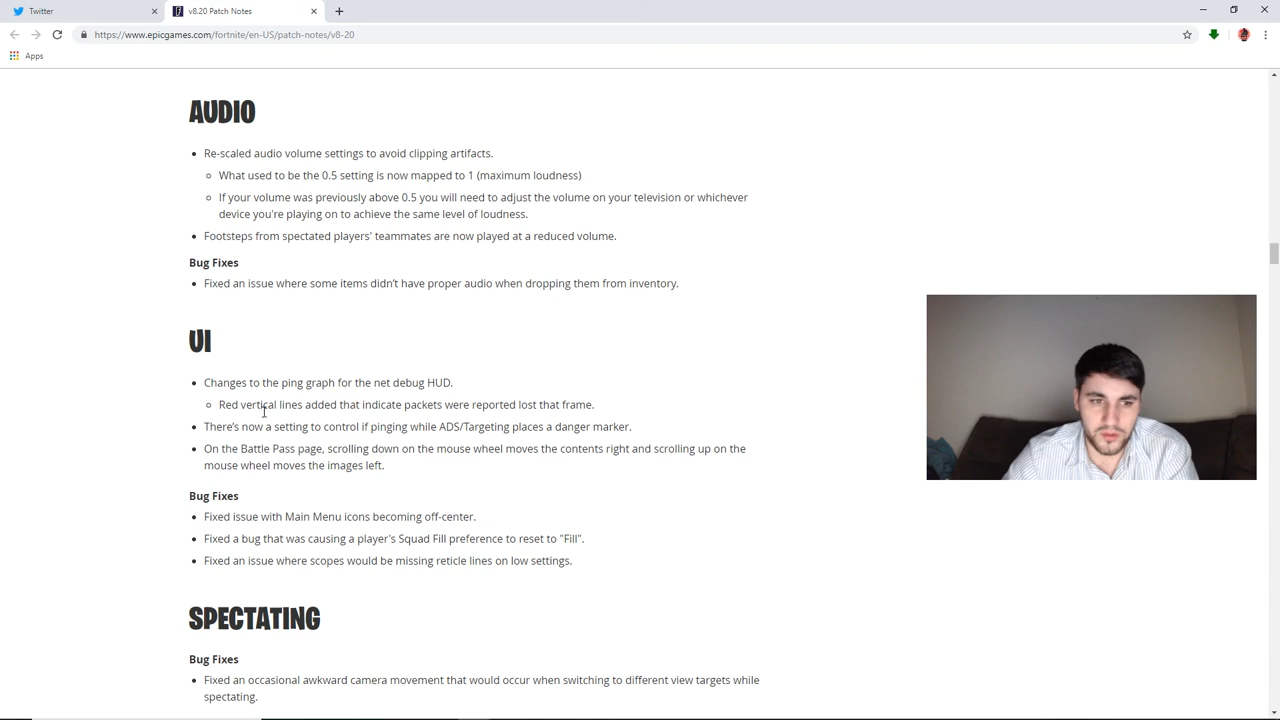 Twitter
v8.20 Patch Notes
https://www.epicgames.com/fortnite/en-US/patch-notes/v8-20
Apps
AUDIO
Re-scaled audio volume settings to avoid clipping artifacts.
What used to be the 0.5 setting is now mapped to 1 (maximum loudness)
If your volume was previously above 0.5 you will need to adjust the volume on your television or whichever
device you're playing on to achieve the same level of loudness.
Footsteps from spectated players' teammates are now played at a reduced volume.
Bug Fixes
Fixed an issue where some items didn't have proper audio when dropping them from inventory.
UI
Changes to the ping graph for the net debug HUD.
Red vertical lines added that indicate packets were reported lost that frame.
There's now a setting to control if pinging while ADS/Targeting places a danger marker.
On the Battle Pass page, scrolling down on the mouse wheel moves the contents right and scrolling up on the
mouse wheel moves the images left.
Bug Fixes
Fixed issue with Main Menu icons becoming off-center.
Fixed a bug that was causing a player's Squad Fill preference to reset to "Fill".
Fixed an issue where scopes would be missing reticle lines on low settings.
SPECTATING
Bug Fixes
Fixed an occasional awkward camera movement that would occur when switching to different view targets while
spectating.